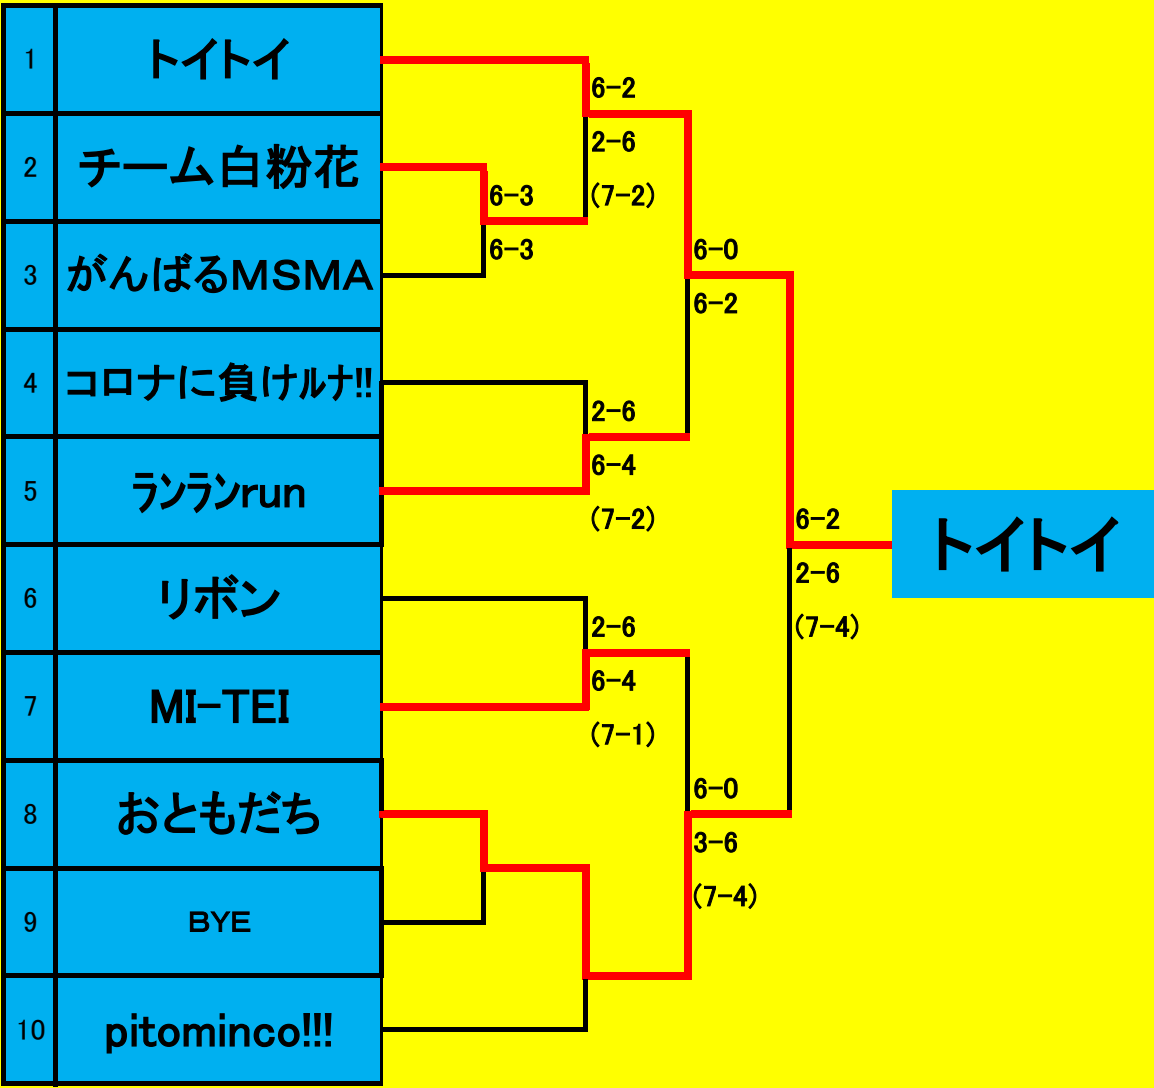 1 トイトイ
6-2
2 チーム白粉花
2-6
6-3
(7-2)
3 がんばるMSMA
6-3
6-0
6-2
4 コロナに負けルナ!!
2-6
5 ランランrun
6-4
(7-2)
6-2
トイトイ
2-6
(7-4)
6 リボン
2-6
7 MI-TEI
6-4
(7-1)
8 おともだち
6-0
3-6
(7-4)
9 BYE
10 pitominco!!!